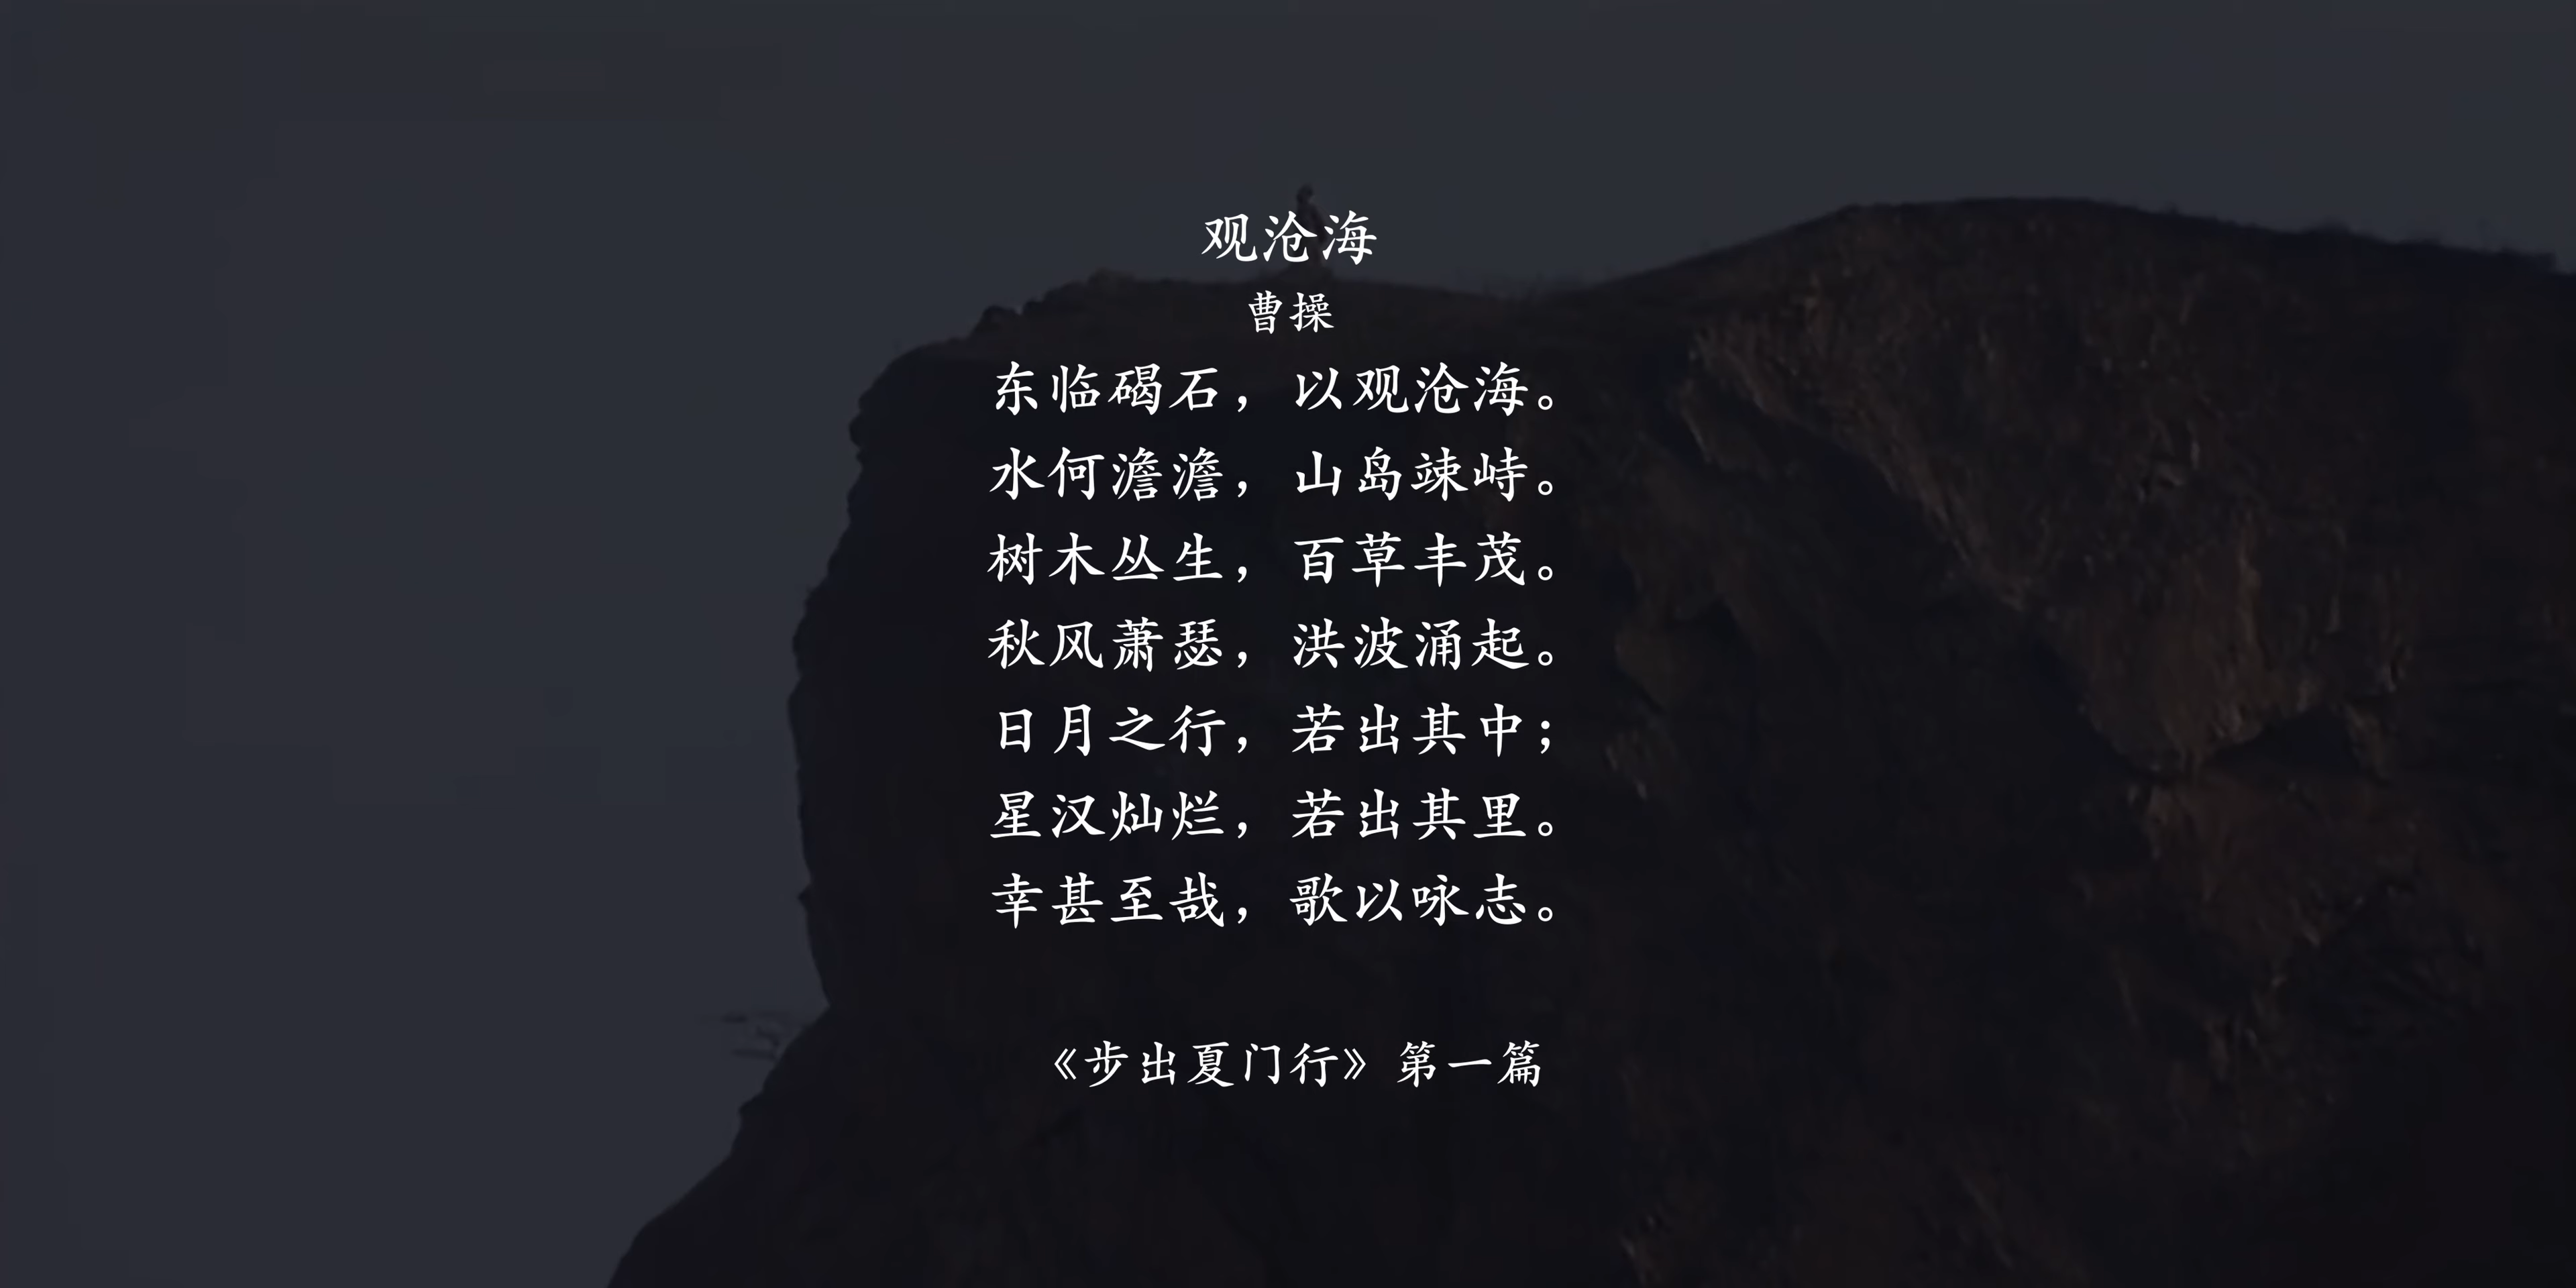 观沧海
曹操
东临碣石，以观沧海。
水何澹澹，山岛竦峙。
树木丛生，百草丰茂。
秋风萧瑟，洪波涌起。
日月之行，若出其中；
星汉灿烂，若出其里。
幸甚至哉，歌以咏志。
《步出夏门行》第一篇